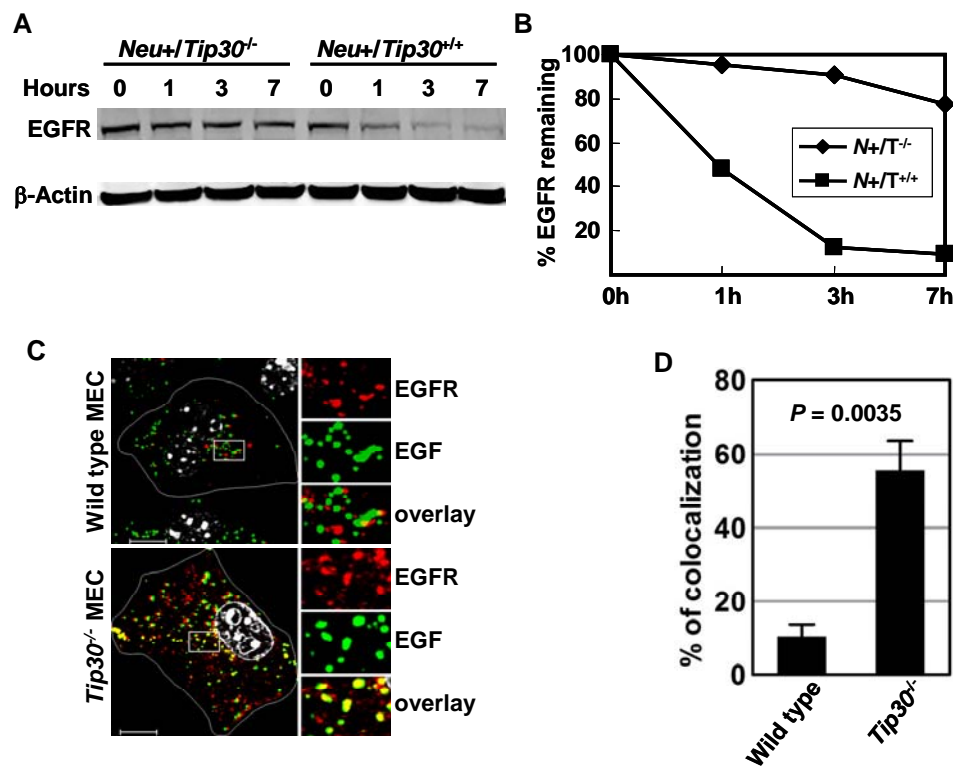 A
Neu+/Tip30-/- Neu+/Tip30+/+
Hours 0 1 3 7 0 1 3 7
EGFR
β-Actin
B
% EGFR remaining
100
80
60
40
20
N+/T-/-
N+/T+/+
0h 1h 3h 7h
C
Wild type MEC
EGFR
EGF
overlay
Tip30-/- MEC
EGFR
EGF
overlay
D
% of colocalization
80
60
40
20
0
P = 0.0035
Wild type
Tip30-/-